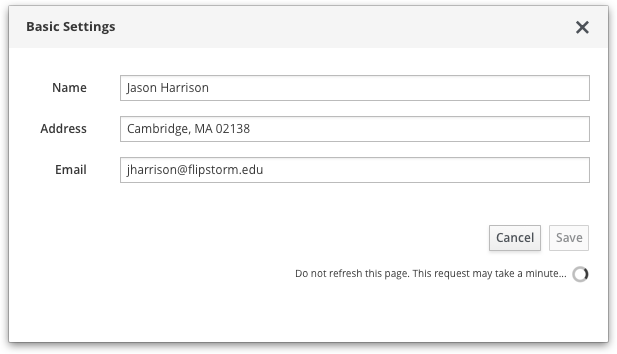 Basic Settings
Name
Jason Harrison
Address
Cambridge, MA 02138
Email
jharrison@flipstorm.edu
Cancel Save
Do not refresh this page. This request may take a minute...